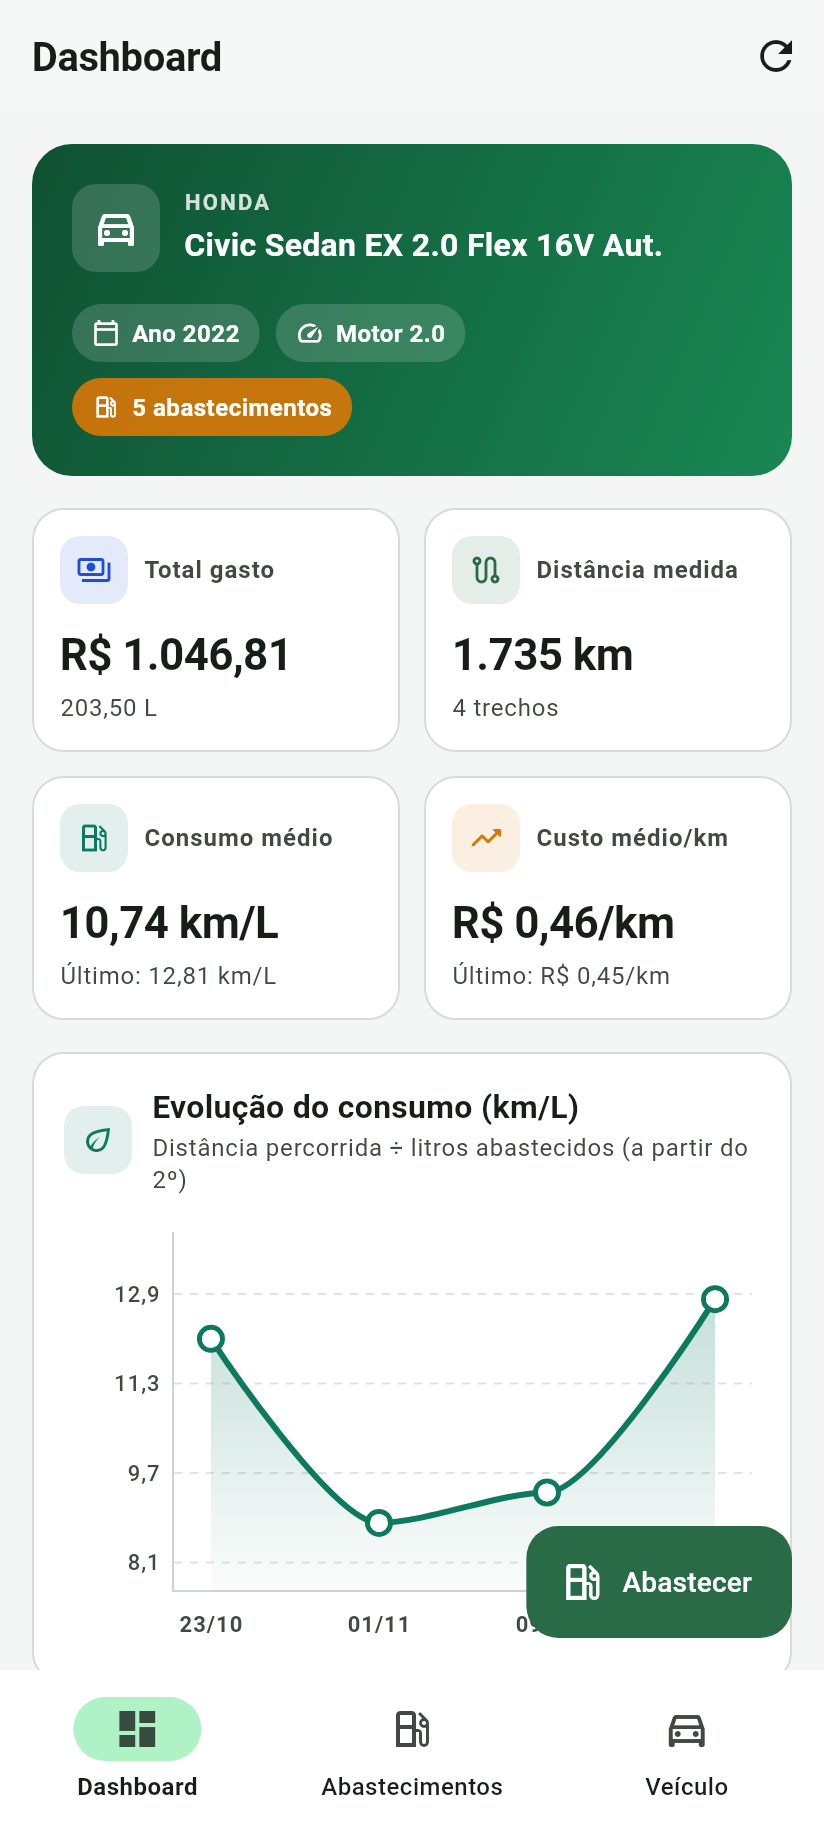 Dashboard
HONDA
Civic Sedan EX 2.0 Flex 16V Aut.
Ano 2022
Motor 2.0
5 abastecimentos
Total gasto
R$ 1.046,81
203,50 L
Distância medida
1.735 km
4 trechos
Consumo médio
10,74 km/L
Último: 12,81 km/L
Custo médio/km
R$ 0,46/km
Último: R$ 0,45/km
Evolução do consumo (km/L)
Distância percorrida ÷ litros abastecidos (a partir do
2º)
12,9
11,3
9,7
8,1
23/10
01/11
Abastecer
Dashboard
Abastecimentos
Veículo